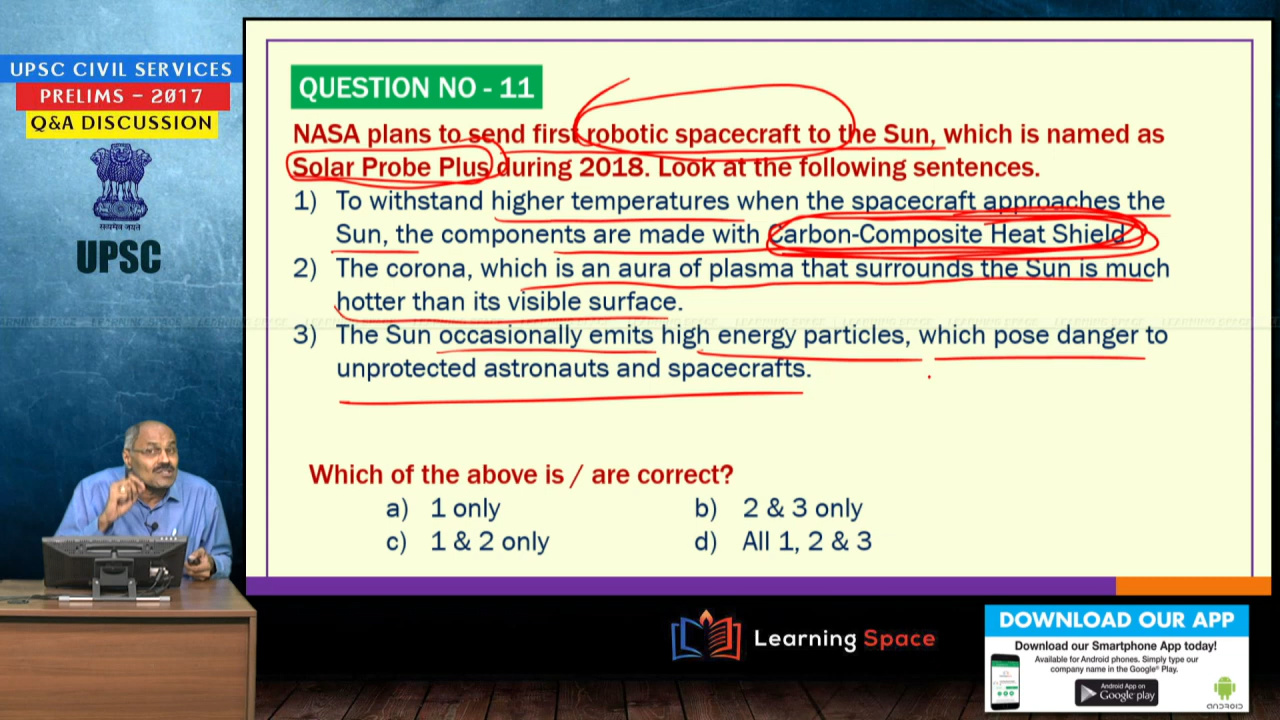 UPSC CIVIL SERVICES
PRELIMS – 2017
Q&A DISCUSSION
सत्यमेव जयते
UPSC
QUESTION NO - 11
NASA plans to send first robotic spacecraft to the Sun, which is named as
Solar Probe Plus during 2018. Look at the following sentences.
1) To withstand higher temperatures when the spacecraft approaches the
Sun, the components are made with Carbon-Composite Heat Shield
2) The corona, which is an aura of plasma that surrounds the Sun is much
hotter than its visible surface.
3) The Sun occasionally emits high energy particles, which pose danger to
unprotected astronauts and spacecrafts.
Which of the above is / are correct?
a) 1 only b) 2 & 3 only
c) 1 & 2 only d) All 1, 2 & 3
Learning Space
DOWNLOAD OUR APP
Download our Smartphone App today!
Available for Android phones. Simply type our
company name in the Google® Play.
Android App on
Google play
ANDROID